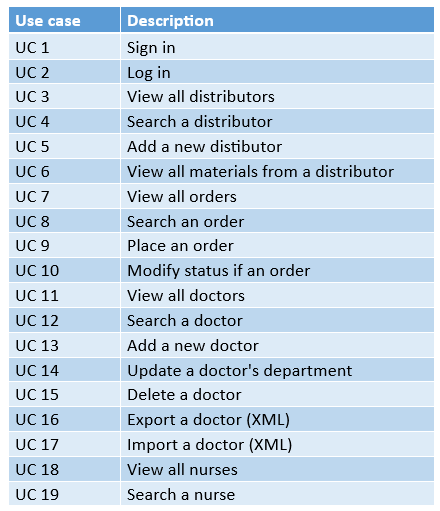 Use case Description
UC 1 Sign in
UC 2 Log in
UC 3 View all distributors
UC 4 Search a distributor
UC 5 Add a new distibutor
UC 6 View all materials from a distributor
UC 7 View all orders
UC 8 Search an order
UC 9 Place an order
UC 10 Modify status if an order
UC 11 View all doctors
UC 12 Search a doctor
UC 13 Add a new doctor
UC 14 Update a doctor's department
UC 15 Delete a doctor
UC 16 Export a doctor (XML)
UC 17 Import a doctor (XML)
UC 18 View all nurses
UC 19 Search a nurse